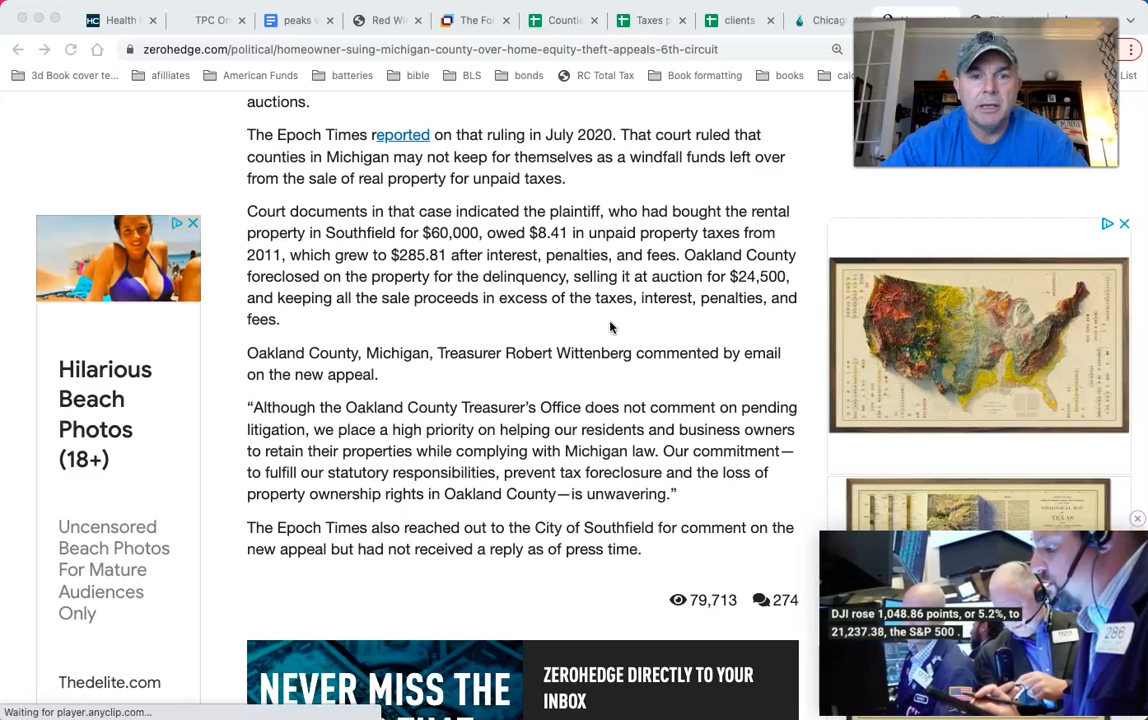 Health
TPC O
peaks v
Red Wi
The Fo
Countie
Taxes p
clients
Chicag
zerohedge.com/political/homeowner-suing-michigan-county-over-home-equity-theft-appeals-6th-circuit
3d Book cover te...
afiliates
American Funds
batteries
bible
BLS
bonds
RC Total Tax
Book formatting
books
calc
List
auctions.
The Epoch Times reported on that ruling in July 2020. That court ruled that
counties in Michigan may not keep for themselves as a windfall funds left over
from the sale of real property for unpaid taxes.
Court documents in that case indicated the plaintiff, who had bought the rental
property in Southfield for $60,000, owed $8.41 in unpaid property taxes from
2011, which grew to $285.81 after interest, penalties, and fees. Oakland County
foreclosed on the property for the delinquency, selling it at auction for $24,500,
and keeping all the sale proceeds in excess of the taxes, interest, penalties, and
fees.
Oakland County, Michigan, Treasurer Robert Wittenberg commented by email
on the new appeal.
“Although the Oakland County Treasurer’s Office does not comment on pending
litigation, we place a high priority on helping our residents and business owners
to retain their properties while complying with Michigan law. Our commitment—
to fulfill our statutory responsibilities, prevent tax foreclosure and the loss of
property ownership rights in Oakland County—is unwavering.”
The Epoch Times also reached out to the City of Southfield for comment on the
new appeal but had not received a reply as of press time.
79,713
274
NEVER MISS THE
ZEROHEDGE DIRECTLY TO YOUR
INBOX
Hilarious
Beach
Photos
(18+)
Uncensored
Beach Photos
For Mature
Audiences
Only
Thedelite.com
TEXAS
DJI rose 1,048.86 points, or 5.2%, to
21,237.38, the S&P 500 .
286
Waiting for player.anyclip.com...